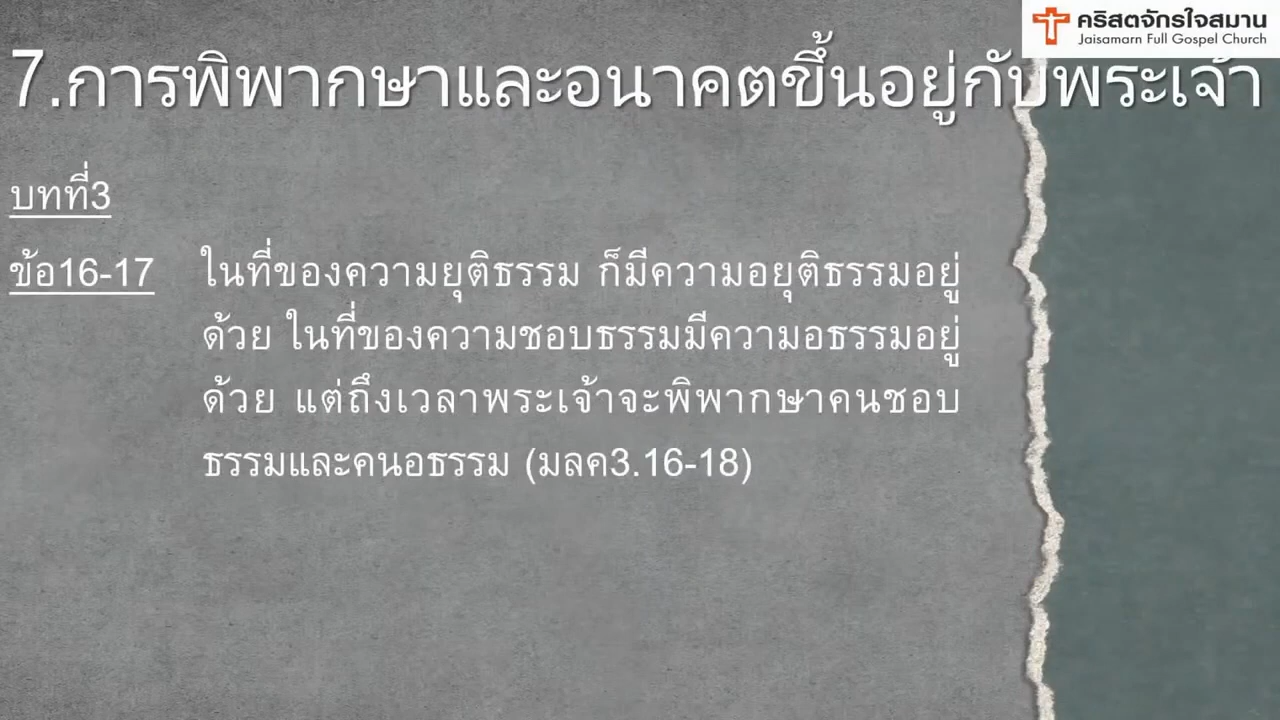 คริสตจักรใจสมาน
Jaisamarn Full Gospel Church
7.การพิพากษาและอนาคตขึ้นอยู่กับพระเจ้า
บทที่3
ข้อ16-17 ในที่ของความยุติธรรม ก็มีความอยุติธรรมอยู่
ด้วย ในที่ของความชอบธรรมมีความอธรรมอยู่
ด้วย แต่ถึงเวลาพระเจ้าจะพิพากษาคนชอบ
ธรรมและคนอธรรม (มลค3.16-18)